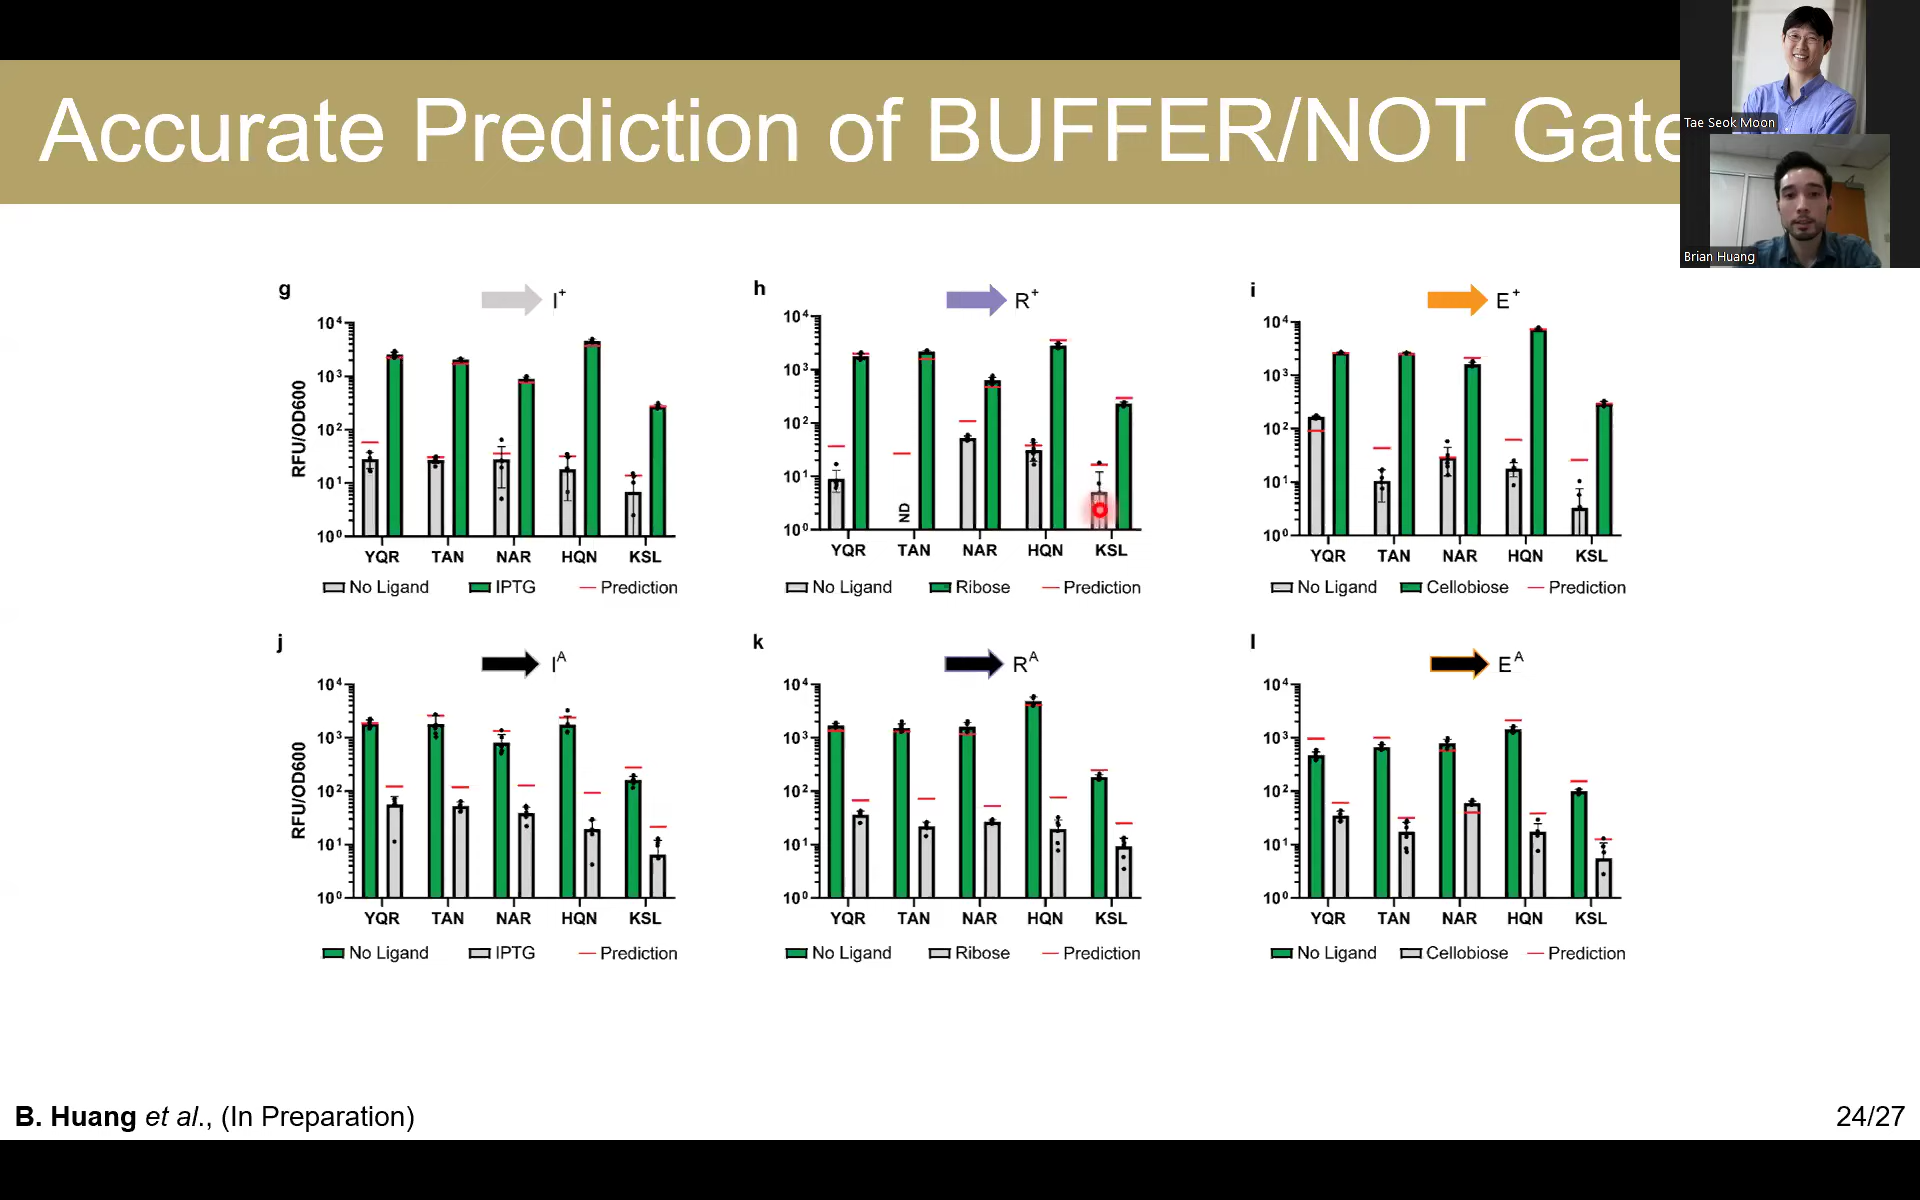 Accurate Prediction of BUFFER/NOT Gate
Tae Seok Moon
Brian Huang
g
I+
RFU/OD600
10⁴
10³
10²
10¹
10⁰
YQR TAN NAR HQN KSL
No Ligand IPTG Prediction
h
R+
10⁴
10³
10²
10¹
10⁰
ND
YQR TAN NAR HQN KSL
No Ligand Ribose Prediction
i
E+
10⁴
10³
10²
10¹
10⁰
YQR TAN NAR HQN KSL
No Ligand Cellobiose Prediction
j
Iᴬ
RFU/OD600
10⁴
10³
10²
10¹
10⁰
YQR TAN NAR HQN KSL
No Ligand IPTG Prediction
k
Rᴬ
10⁴
10³
10²
10¹
10⁰
YQR TAN NAR HQN KSL
No Ligand Ribose Prediction
l
Eᴬ
10⁴
10³
10²
10¹
10⁰
YQR TAN NAR HQN KSL
No Ligand Cellobiose Prediction
B. Huang et al., (In Preparation)
24/27